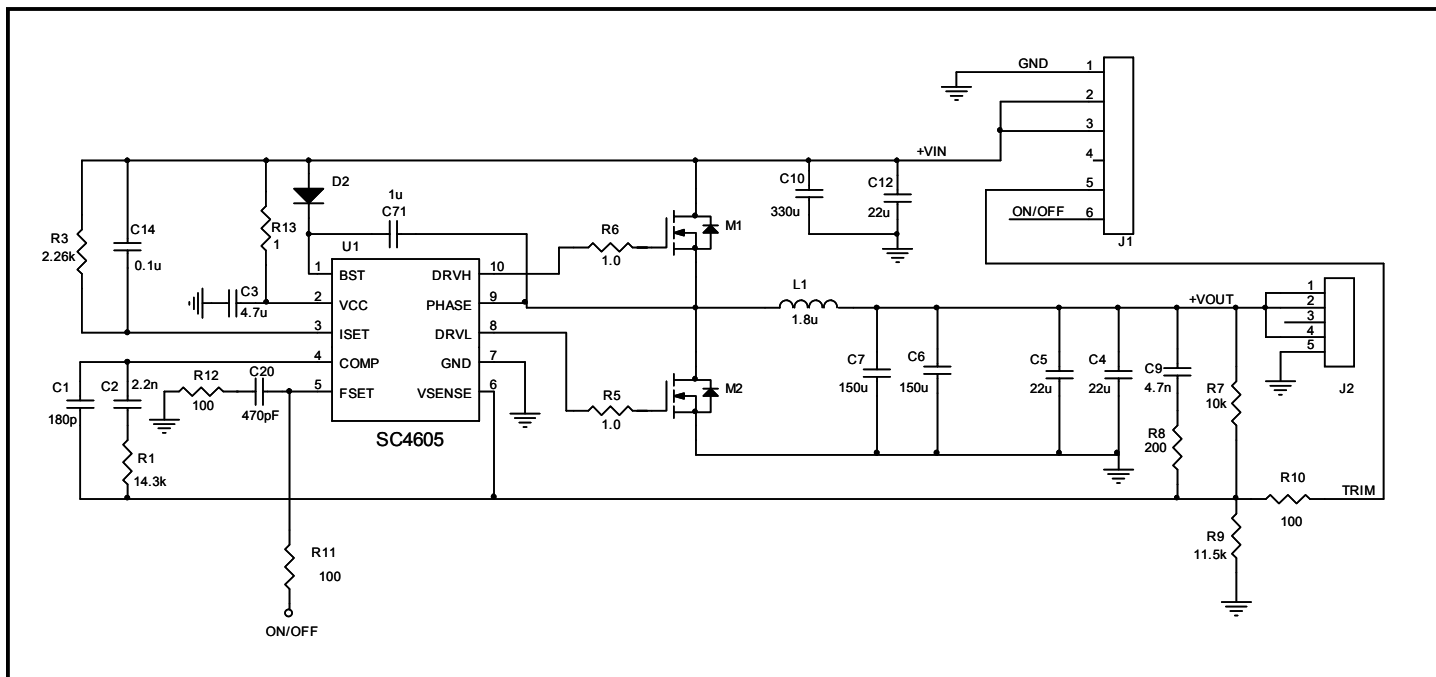 GND
1
2
3
4
5
6
J1
+VIN
ON/OFF
D2
1u
C71
C10
330u
C12
22u
R3
2.26k
C14
0.1u
R13
1
U1
R6
1.0
M1
C3
4.7u
1
BST
DRVH
10
2
VCC
PHASE
9
3
ISET
DRVL
8
4
COMP
GND
7
5
FSET
VSENSE
6
SC4605
L1
1.8u
+VOUT
1
2
3
4
5
J2
C1
180p
C2
2.2n
R12
100
C20
470pF
R5
1.0
M2
C7
150u
C6
150u
C5
22u
C4
22u
C9
4.7n
R7
10k
R1
14.3k
R8
200
R10
100
TRIM
R9
11.5k
R11
100
ON/OFF